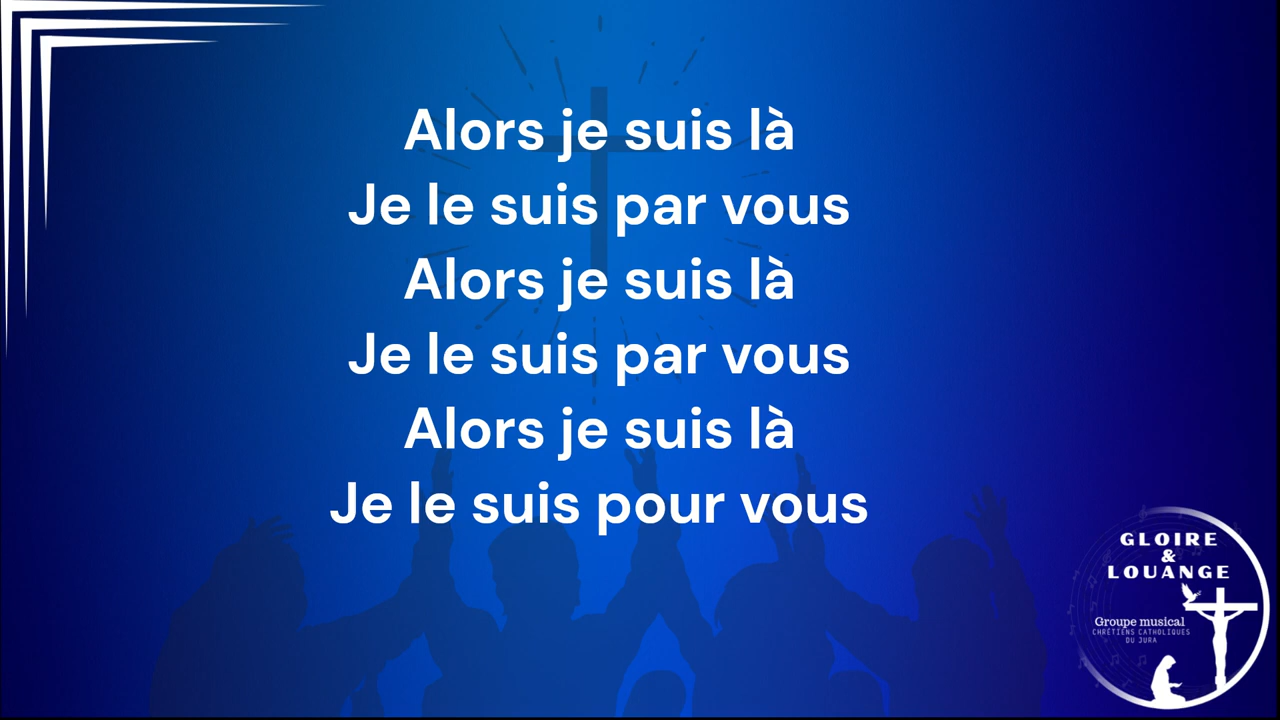 Alors je suis là
Je le suis par vous
Alors je suis là
Je le suis par vous
Alors je suis là
Je le suis pour vous
GLOIRE
&
LOUANGE
Groupe musical
CHRÉTIENS CATHOLIQUES
DU JURA